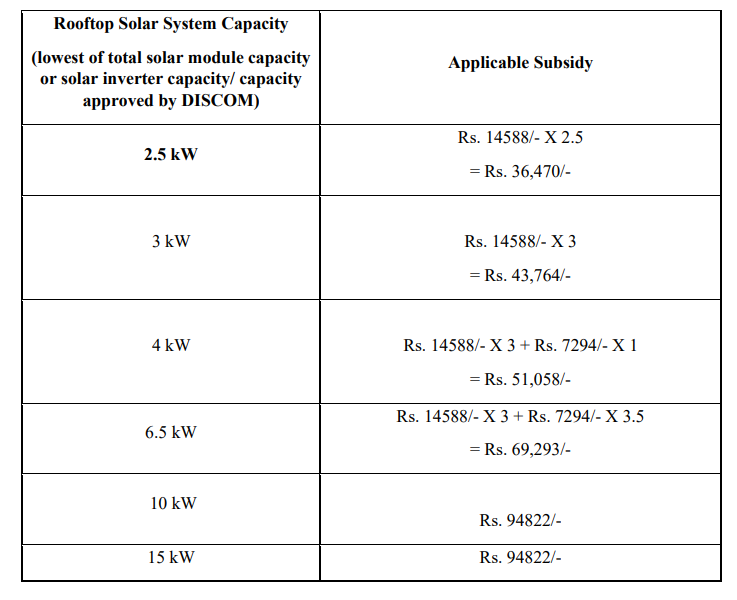 Rooftop Solar System Capacity
(lowest of total solar module capacity
or solar inverter capacity/ capacity
approved by DISCOM)
Applicable Subsidy
2.5 kW
Rs. 14588/- X 2.5
= Rs. 36,470/-
3 kW
Rs. 14588/- X 3
= Rs. 43,764/-
4 kW
Rs. 14588/- X 3 + Rs. 7294/- X 1
= Rs. 51,058/-
6.5 kW
Rs. 14588/- X 3 + Rs. 7294/- X 3.5
= Rs. 69,293/-
10 kW
Rs. 94822/-
15 kW
Rs. 94822/-